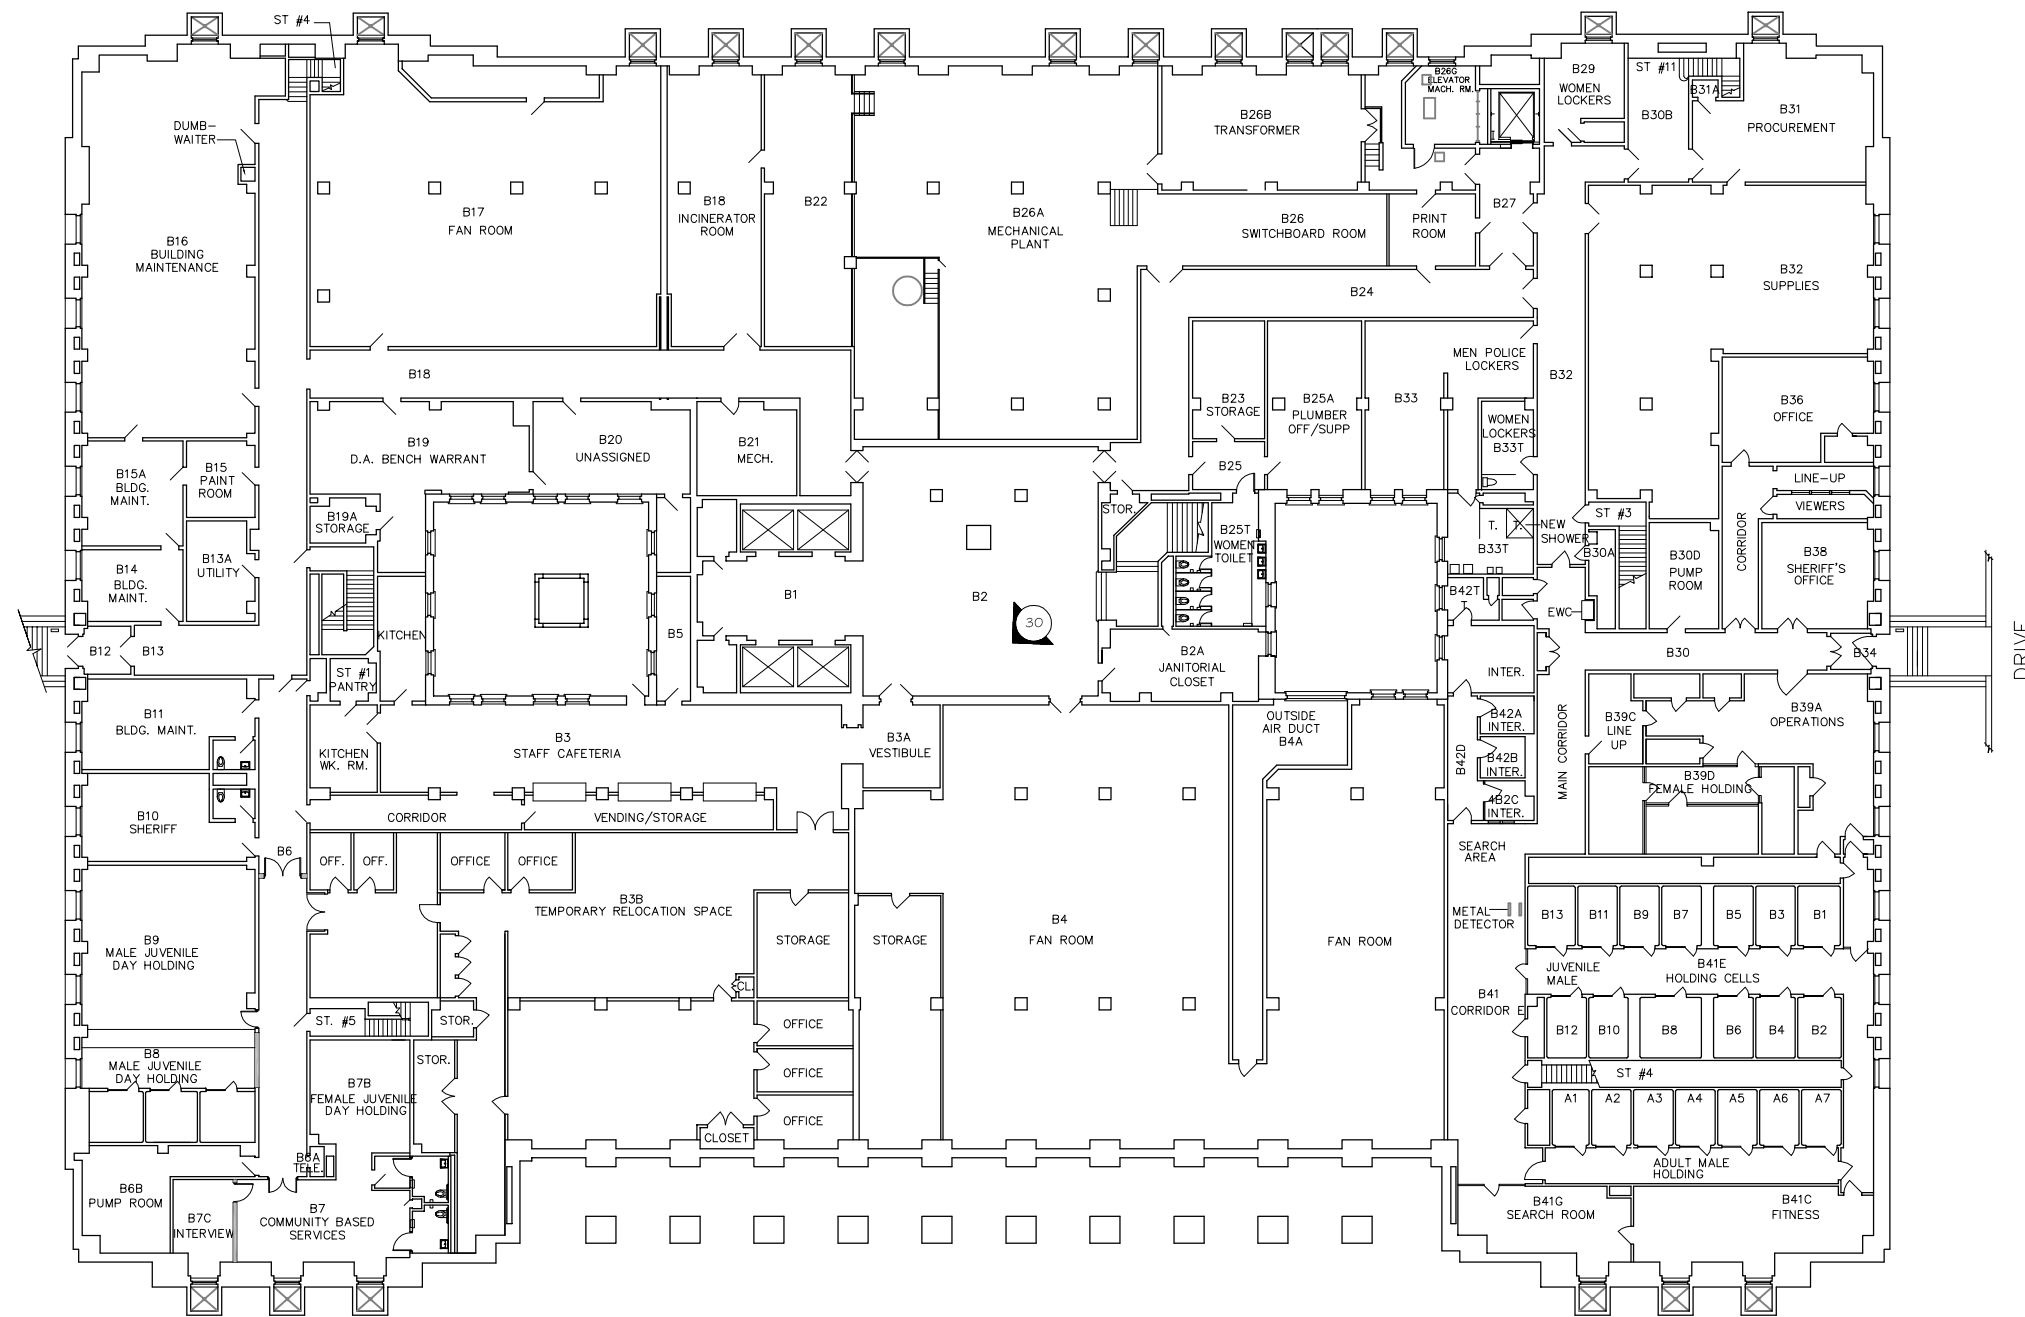 ST #4
DUMB-
WAITER
B16
BUILDING
MAINTENANCE
B17
FAN ROOM
B18
INCINERATOR
ROOM
B22
B26A
MECHANICAL
PLANT
B26B
TRANSFORMER
B26G
ELEVATOR
MACH. RM.
B26
SWITCHBOARD ROOM
PRINT
ROOM
B27
B29
WOMEN
LOCKERS
ST #11
B30B
B31A
B31
PROCUREMENT
B32
SUPPLIES
B24
B18
B19
D.A. BENCH WARRANT
B20
UNASSIGNED
B21
MECH.
B23
STORAGE
B25A
PLUMBER
OFF/SUPP
B33
MEN POLICE
LOCKERS
B32
WOMEN
LOCKERS
B33T
B36
OFFICE
B15A
BLDG.
MAINT.
B15
PAINT
ROOM
B19A
STORAGE
B25
LINE-UP
VIEWERS
CORRIDOR
STOR.
B25T
WOMEN
TOILET
T.
T.
NEW
SHOWER
B33T
ST #3
B30A
B30D
PUMP
ROOM
B38
SHERIFF'S
OFFICE
B14
BLDG.
MAINT.
B13A
UTILITY
B1
B2
30
B42T
T
EWC
KITCHEN
B5
B12
B13
ST #1
PANTRY
B2A
JANITORIAL
CLOSET
INTER.
B30
B34
DRIVE
B11
BLDG. MAINT.
KITCHEN
WK. RM.
B3
STAFF CAFETERIA
B3A
VESTIBULE
OUTSIDE
AIR DUCT
B4A
B42D
B42A
INTER.
B42B
INTER.
4B2C
INTER.
MAIN CORRIDOR
B39C
LINE
UP
B39A
OPERATIONS
B39D
FEMALE HOLDING
B10
SHERIFF
CORRIDOR
VENDING/STORAGE
B6
OFF.
OFF.
OFFICE
OFFICE
SEARCH
AREA
B3B
TEMPORARY RELOCATION SPACE
STORAGE
STORAGE
B4
FAN ROOM
FAN ROOM
METAL
DETECTOR
B13
B11
B9
B7
B5
B3
B1
B9
MALE JUVENILE
DAY HOLDING
JUVENILE
MALE
B41E
HOLDING CELLS
CL.
B41
CORRIDOR E
ST. #5
STOR.
OFFICE
B12
B10
B8
B6
B4
B2
B8
MALE JUVENILE
DAY HOLDING
STOR.
B7B
FEMALE JUVENILE
DAY HOLDING
OFFICE
ST #4
A1
A2
A3
A4
A5
A6
A7
OFFICE
CLOSET
B6A
TELE.
ADULT MALE
HOLDING
B6B
PUMP ROOM
B7C
INTERVIEW
B7
COMMUNITY BASED
SERVICES
B41G
SEARCH ROOM
B41C
FITNESS